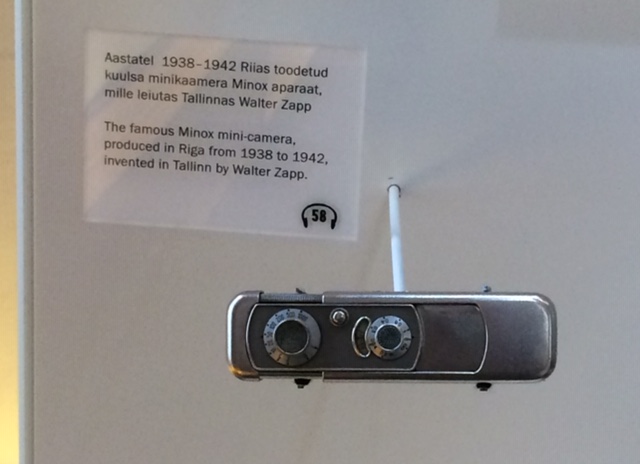 Aastatel 1938–1942 Riias toodetud
kuulsa minikaamera Minox aparaat,
mille leiutas Tallinnas Walter Zapp
The famous Minox mini-camera,
produced in Riga from 1938 to 1942,
invented in Tallinn by Walter Zapp.
58